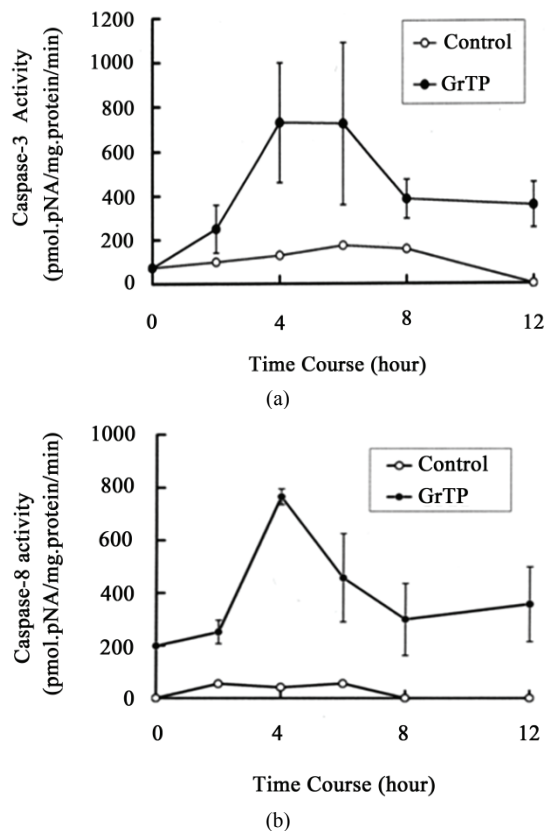 1200
1000
800
600
400
200
0
Caspase-3 Activity
(pmol.pNA/mg.protein/min)
Control
GrTP
0 4 8 12
Time Course (hour)
(a)
1000
800
600
400
200
0
Caspase-8 activity
(pmol.pNA/mg.protein/min)
Control
GrTP
0 4 8 12
Time Course (hour)
(b)